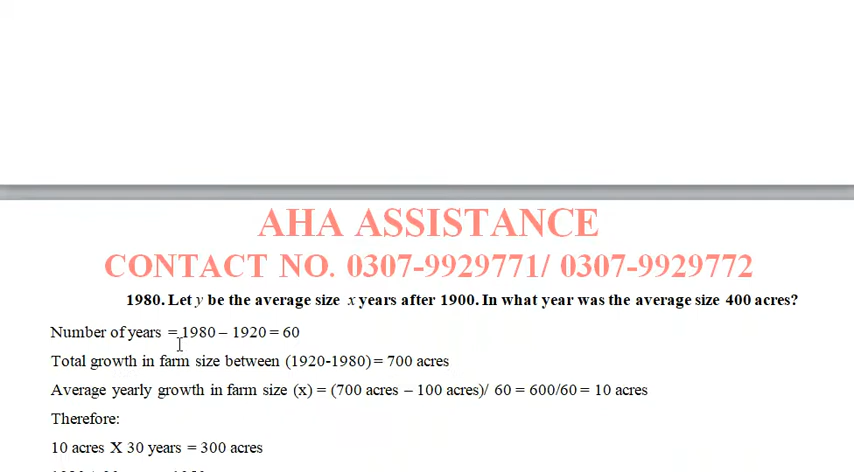 AHA ASSISTANCE
CONTACT NO. 0307-9929771/ 0307-9929772
1980. Let y be the average size x years after 1900. In what year was the average size 400 acres?
Number of years = 1980 – 1920 = 60
Total growth in farm size between (1920-1980) = 700 acres
Average yearly growth in farm size (x) = (700 acres – 100 acres)/ 60 = 600/60 = 10 acres
Therefore:
10 acres X 30 years = 300 acres